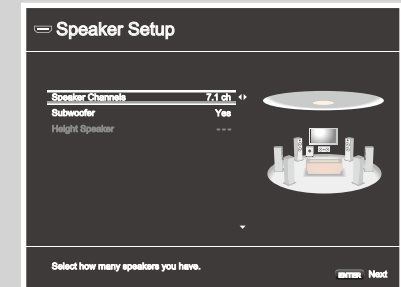 Speaker Setup
Speaker Channels 7.1 ch
Subwoofer Yes
Height Speaker ---
Select how many speakers you have.
ENTER Next